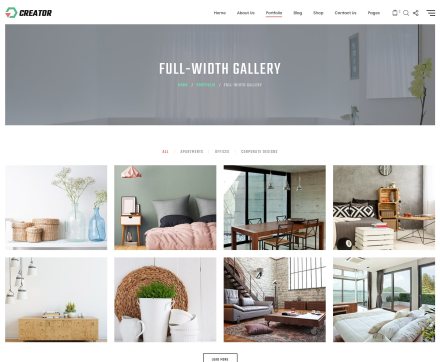 CREATOR
Home About Us Portfolio Blog Shop Contact Us Pages
FULL-WIDTH GALLERY
HOME / PORTFOLIO / FULL-WIDTH GALLERY
ALL APARTMENTS OFFICES CORPORATE DESIGNS
LOAD MORE